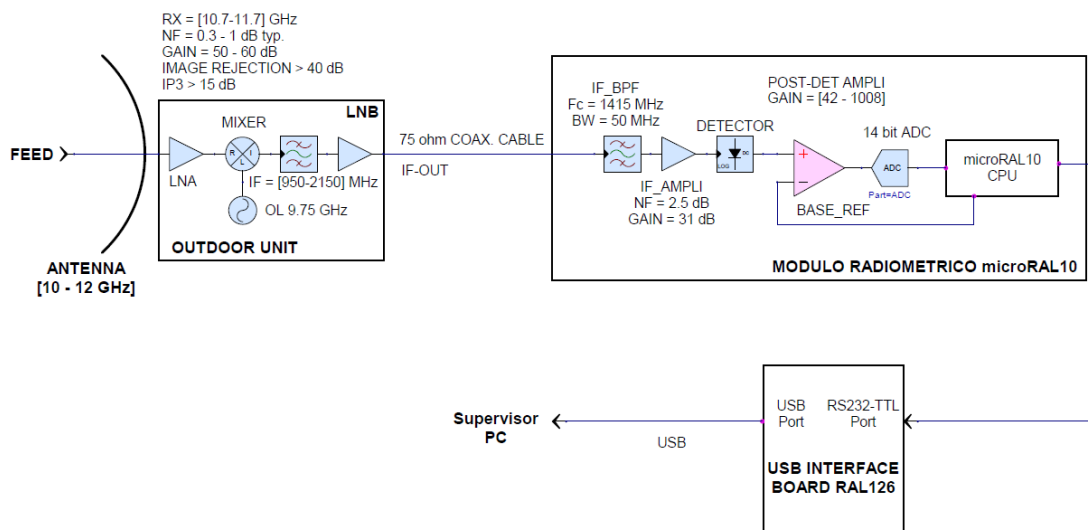 RX = [10.7-11.7] GHz
NF = 0.3 - 1 dB typ.
GAIN = 50 - 60 dB
IMAGE REJECTION > 40 dB
IP3 > 15 dB
LNB
MIXER
FEED
R
I
L
LNA
IF = [950-2150] MHz
OL 9.75 GHz
OUTDOOR UNIT
ANTENNA
[10 - 12 GHz]
75 ohm COAX. CABLE
IF-OUT
IF_BPF
Fc = 1415 MHz
BW = 50 MHz
DETECTOR
LOG
DC
IF_AMPLI
NF = 2.5 dB
GAIN = 31 dB
POST-DET AMPLI
GAIN = [42 - 1008]
BASE_REF
14 bit ADC
ADC
Part=ADC
microRAL10
CPU
MODULO RADIOMETRICO microRAL10
Supervisor
PC
USB
USB
Port
RS232-TTL
Port
USB INTERFACE
BOARD RAL126